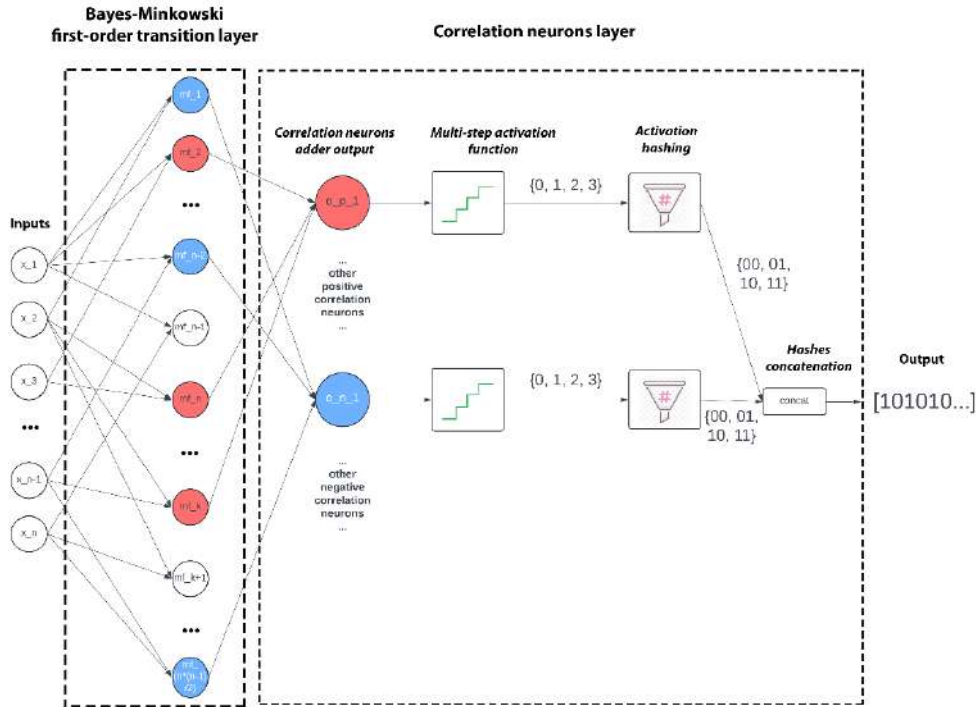 Bayes-Minkowski
first-order transition layer
Correlation neurons layer
Inputs
x_1
x_2
x_3
...
x_n-1
x_n
mf_1
mf_2
...
mf_n-1
mf_n
...
mf_k
mf_k+1
...
mf_
(n*(n-1)
/2)
Correlation neurons
adder output
o_p_1
...
other
positive
correlation
neurons
...
o_n_1
...
other
negative
correlation
neurons
...
Multi-step activation
function
{0, 1, 2, 3}
{0, 1, 2, 3}
Activation
hashing
#
#
{00, 01,
10, 11}
{00, 01,
10, 11}
Hashes
concatenation
concat
Output
[101010...]